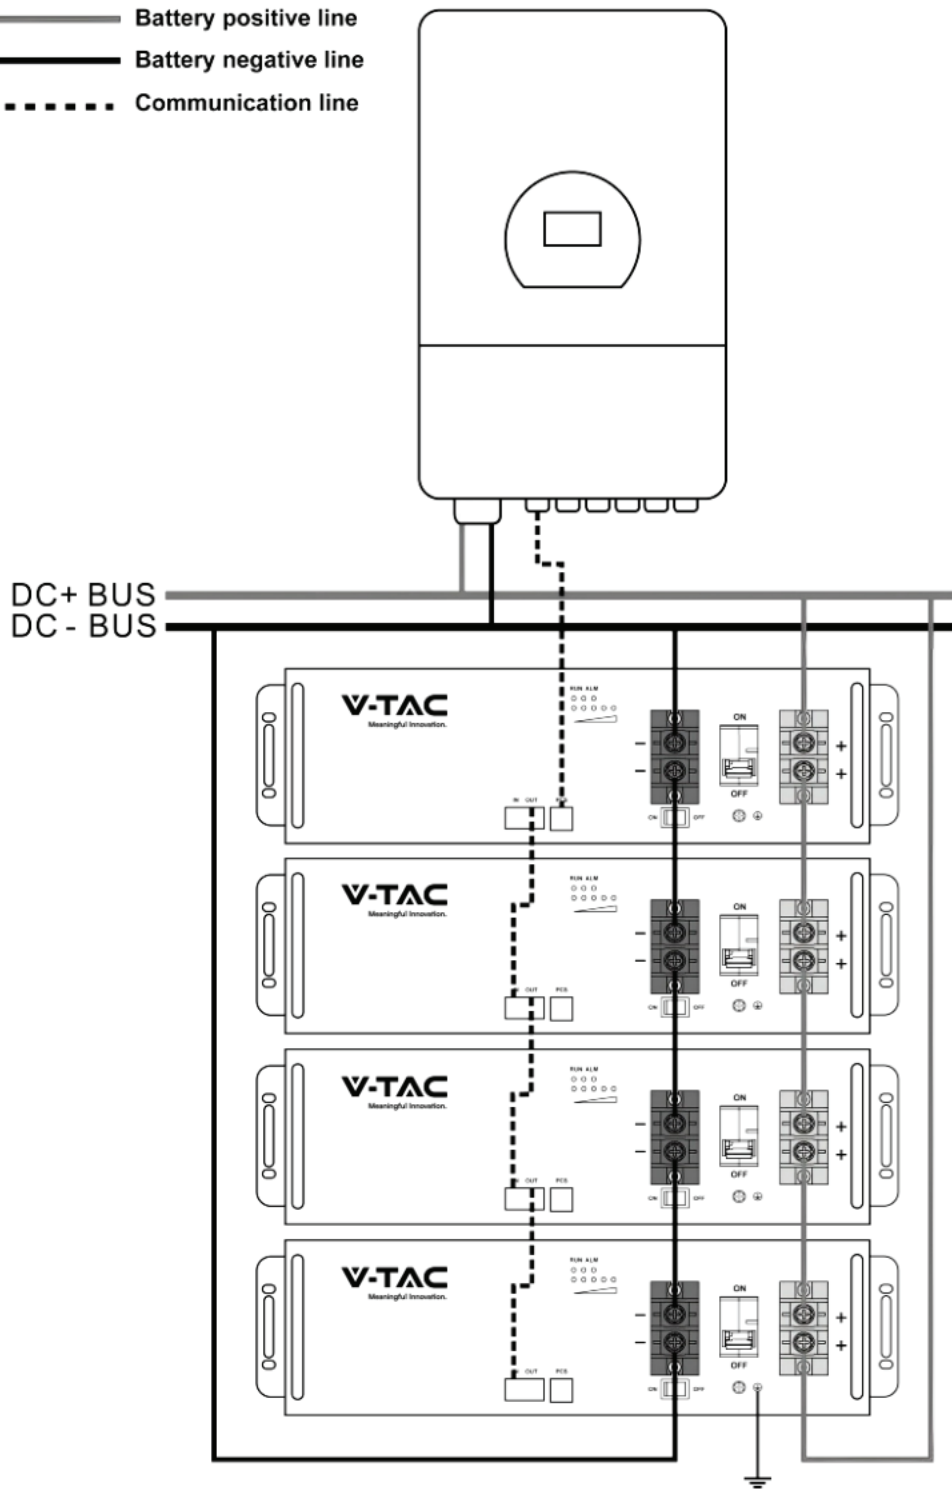 Battery positive line
Battery negative line
Communication line
DC+ BUS
DC - BUS
V-TAC
Meaningful Innovation.
RUN ALM
ON
−
+
−
+
OFF
IN OUT
ON OFF
V-TAC
Meaningful Innovation.
RUN ALM
ON
−
+
−
+
OFF
OUT PCS
ON OFF
V-TAC
Meaningful Innovation.
RUN ALM
ON
−
+
−
+
OFF
OUT PCS
ON OFF
V-TAC
Meaningful Innovation.
RUN ALM
ON
−
+
−
+
OFF
OUT PCS
ON OFF